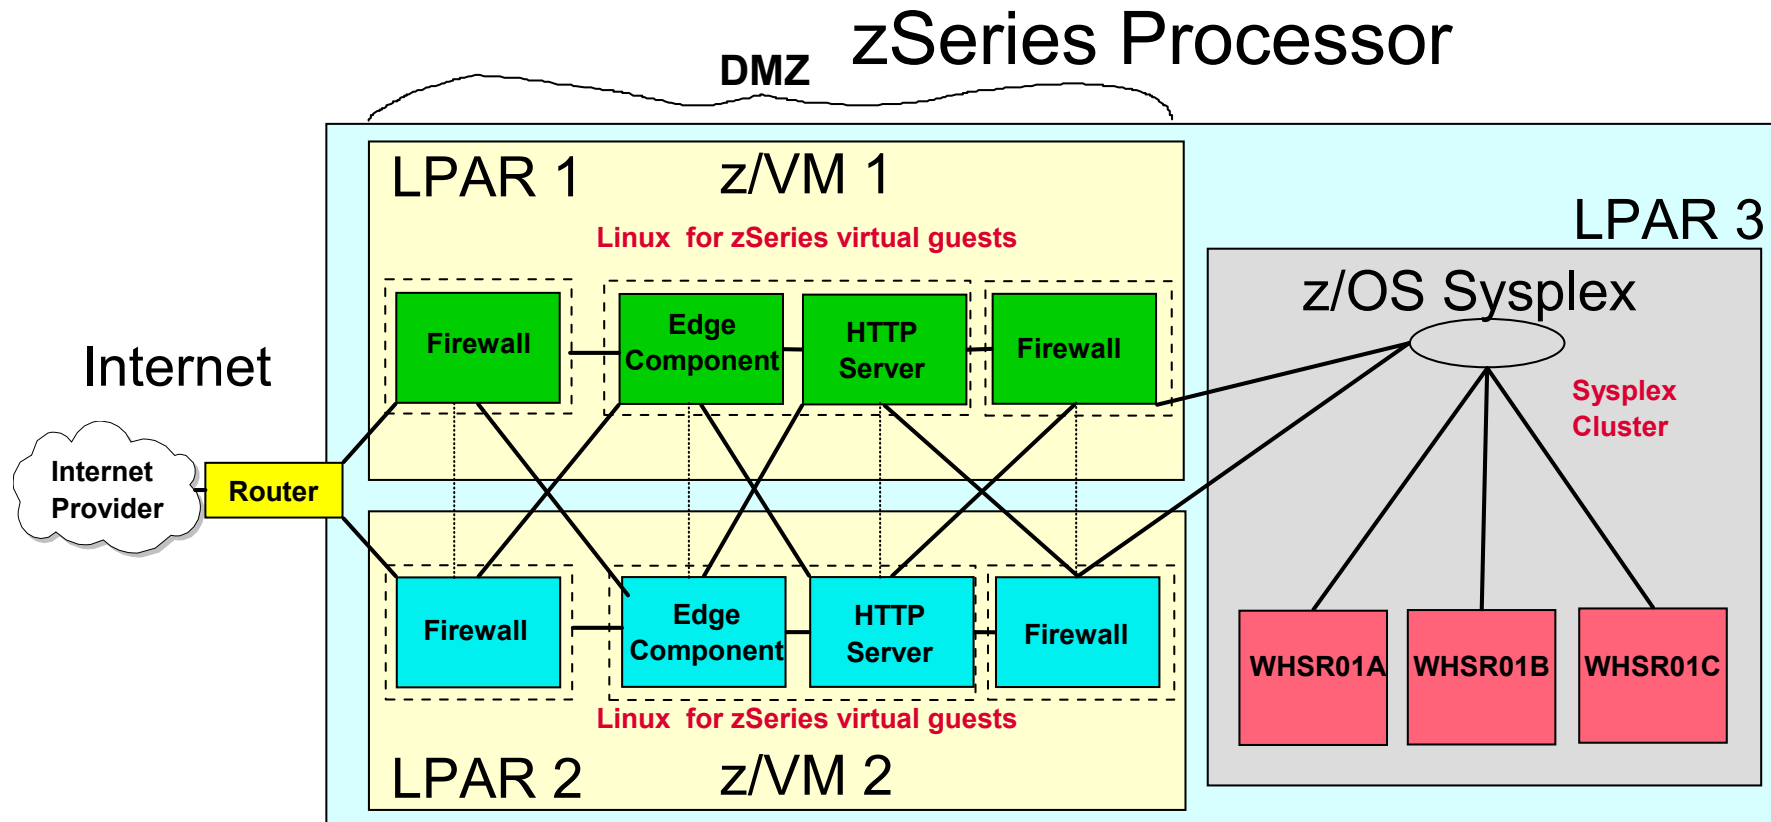 zSeries Processor
DMZ
LPAR 1
z/VM 1
Linux for zSeries virtual guests
Firewall
Edge
Component
HTTP
Server
Firewall
Internet
Internet
Provider
Router
Firewall
Edge
Component
HTTP
Server
Firewall
Linux for zSeries virtual guests
LPAR 2
z/VM 2
LPAR 3
z/OS Sysplex
Sysplex
Cluster
WHSR01A
WHSR01B
WHSR01C